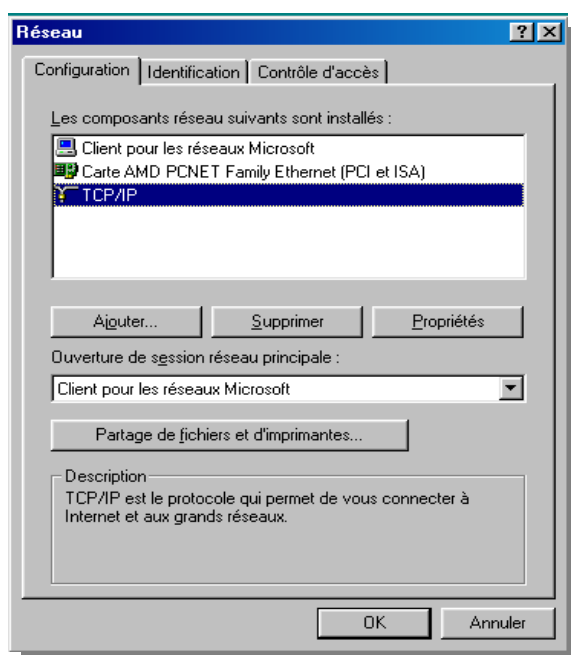 Réseau
Configuration
Identification
Contrôle d'accès
Les composants réseau suivants sont installés :
Client pour les réseaux Microsoft
Carte AMD PCNET Family Ethernet (PCI et ISA)
TCP/IP
Ajouter...
Supprimer
Propriétés
Ouverture de session réseau principale :
Client pour les réseaux Microsoft
Partage de fichiers et d'imprimantes...
Description
TCP/IP est le protocole qui permet de vous connecter à
Internet et aux grands réseaux.
OK
Annuler